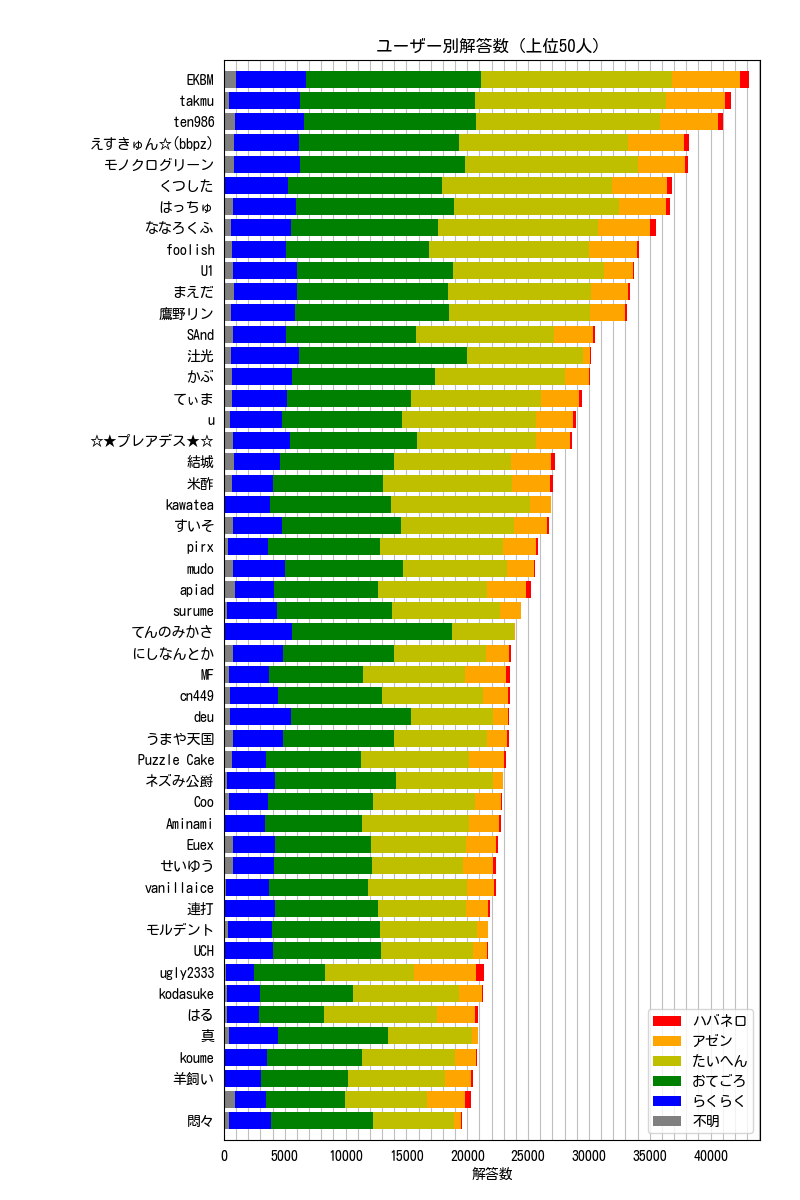 ユーザー別解答数 (上位50人)
EKBM
takmu
ten986
えすきゅん☆(bbpz)
モノクログリーン
くつした
はっちゅ
ななろくふ
foolish
U1
まえだ
鷹野リン
SAnd
汢光
かぶ
てぃま
u
☆★プレアデス★☆
結城
米酢
kawatea
すいそ
pirx
mudo
apiad
surume
てんのみかさ
にしなんとか
MF
cn449
deu
うまや天国
Puzzle Cake
ネズみ公爵
Coo
Aminami
Euex
せいゆう
vanillaice
連打
モルデント
UCH
ugly2333
kodasuke
はる
真
koume
羊飼い
悶々
ハバネロ
アゼン
たいへん
おてごろ
らくらく
不明
0 5000 10000 15000 20000 25000 30000 35000 40000
解答数